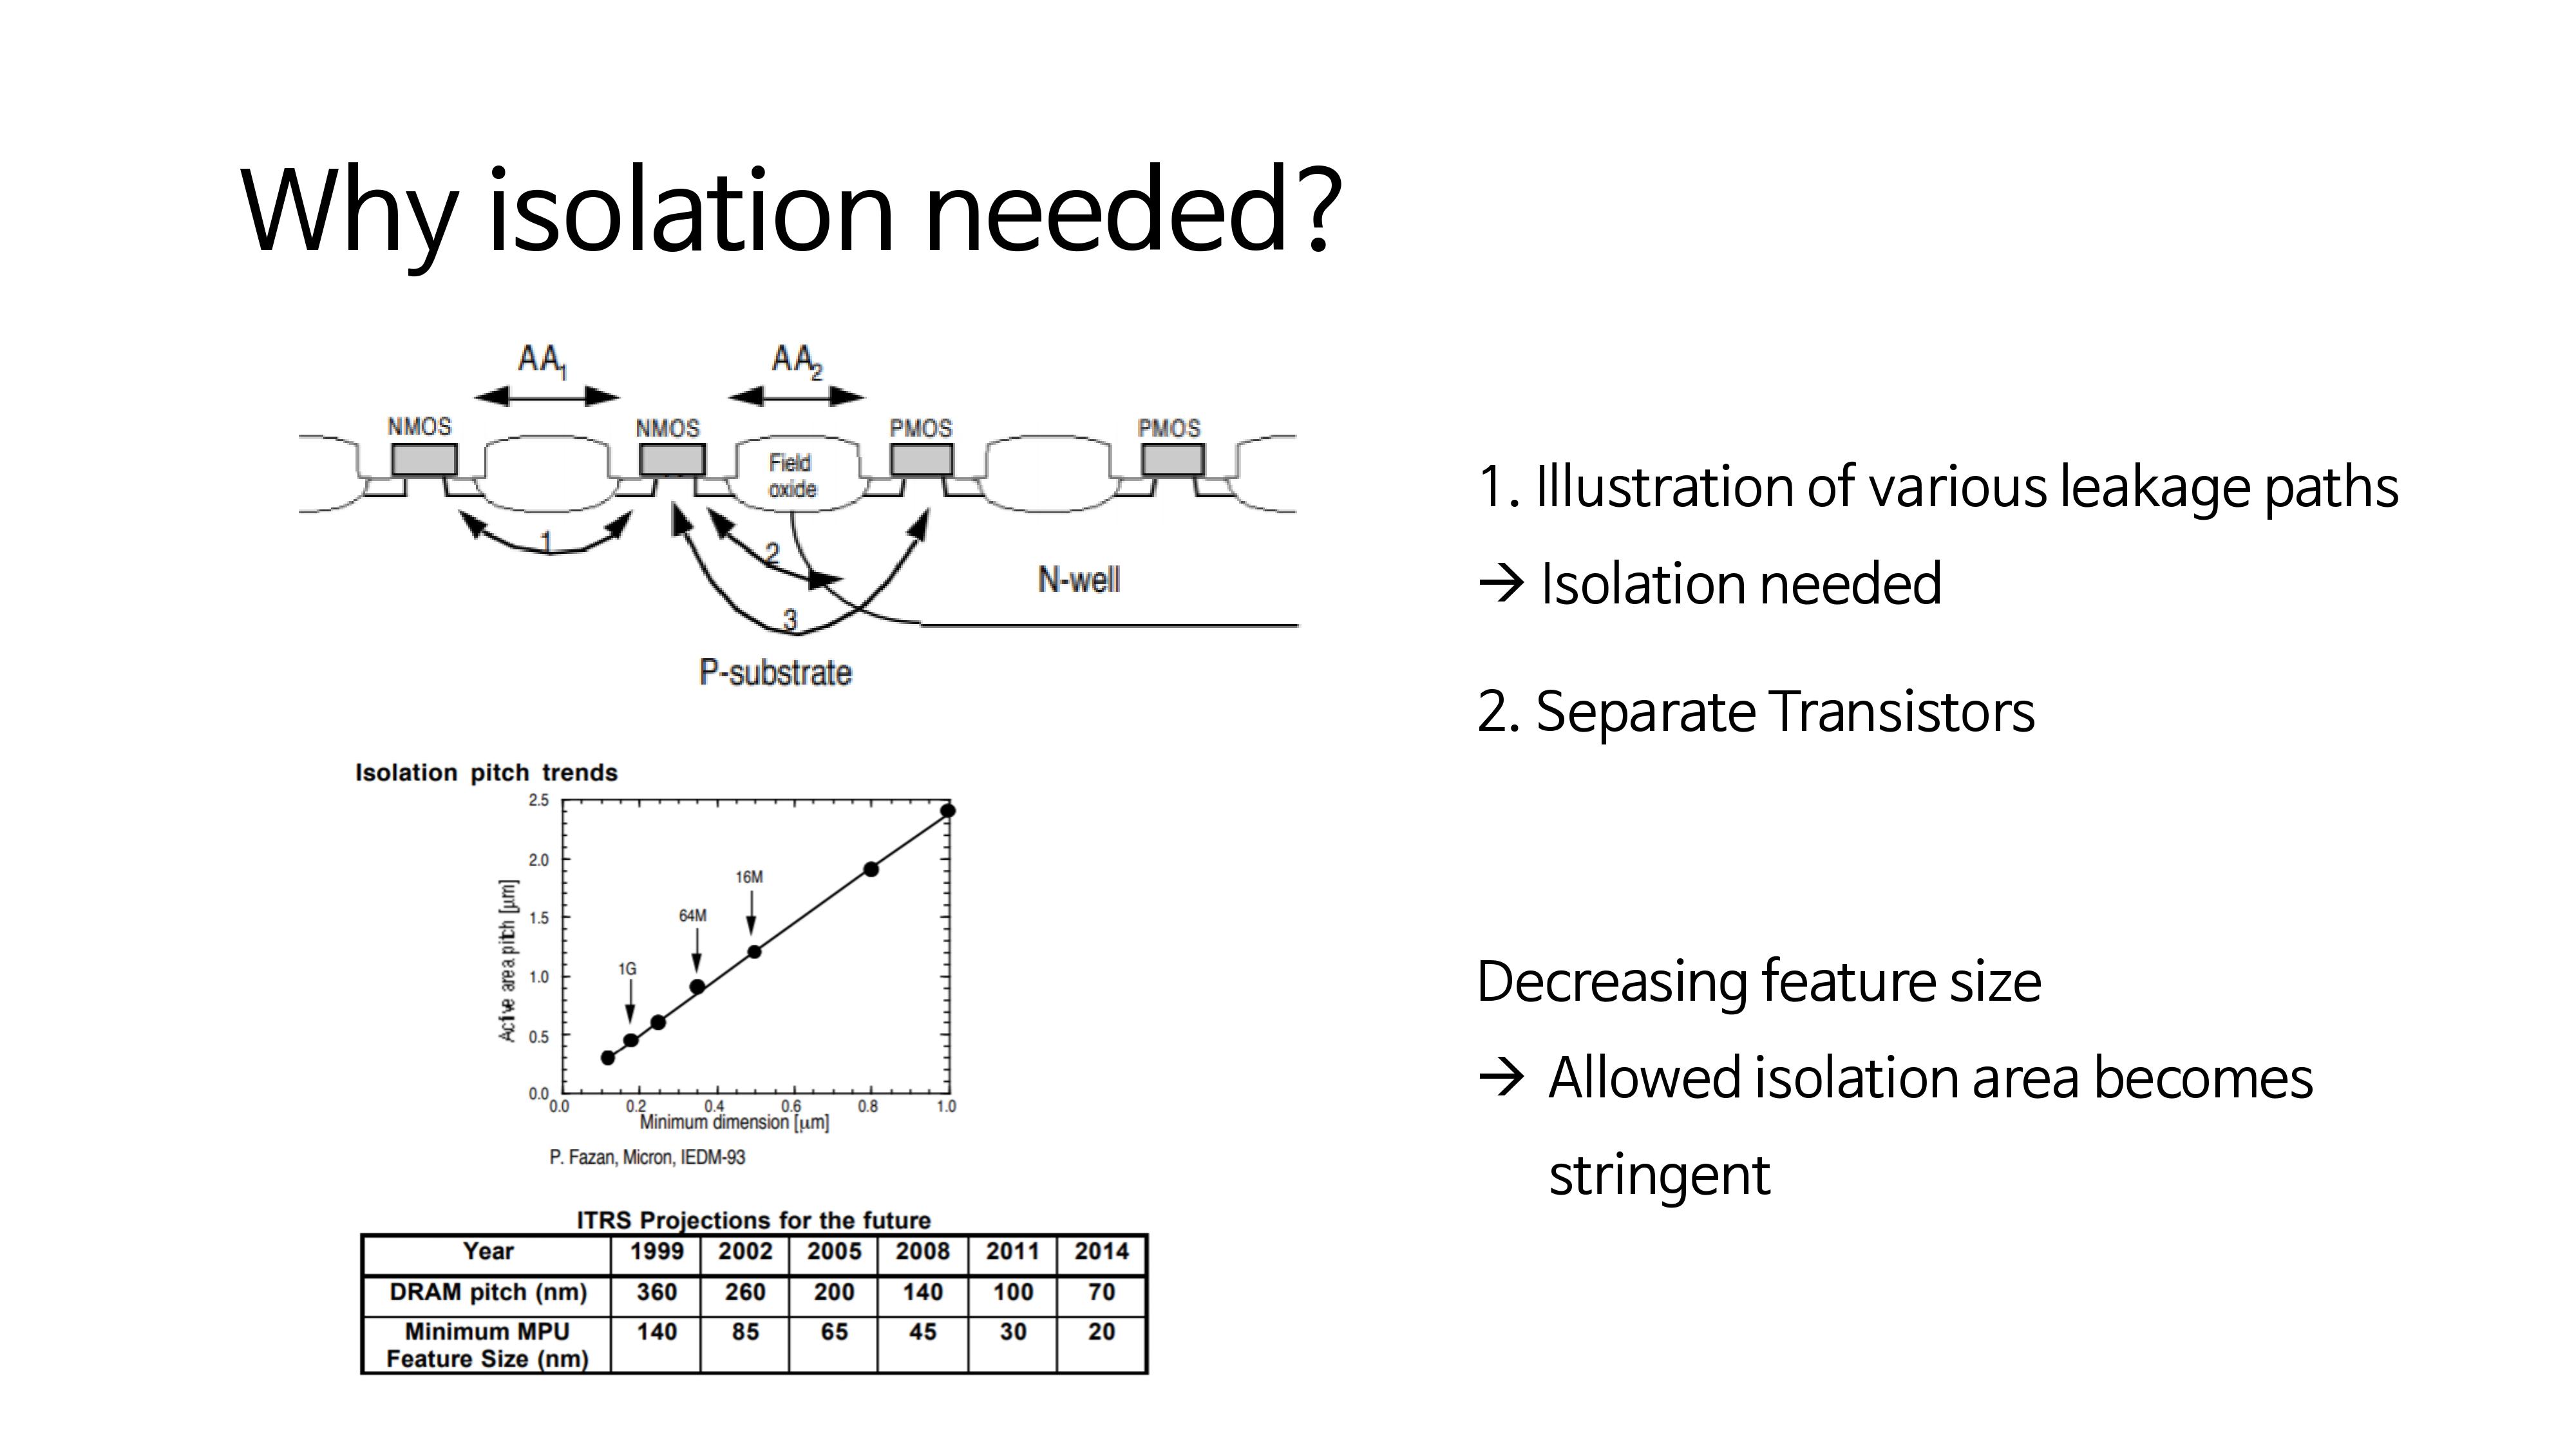 Why isolation needed?
AA1
AA2
NMOS
NMOS
PMOS
PMOS
Field
oxide
1
2
3
N-well
P-substrate
1. Illustration of various leakage paths
→ Isolation needed
2. Separate Transistors
Isolation pitch trends
Active area pitch [μm]
2.5
2.0
1.5
1.0
0.5
0.0
16M
64M
1G
0.0 0.2 0.4 0.6 0.8 1.0
Minimum dimension [μm]
P. Fazan, Micron, IEDM-93
Decreasing feature size
→ Allowed isolation area becomes
stringent
ITRS Projections for the future
Year 1999 2002 2005 2008 2011 2014
DRAM pitch (nm) 360 260 200 140 100 70
Minimum MPU 140 85 65 45 30 20
Feature Size (nm)